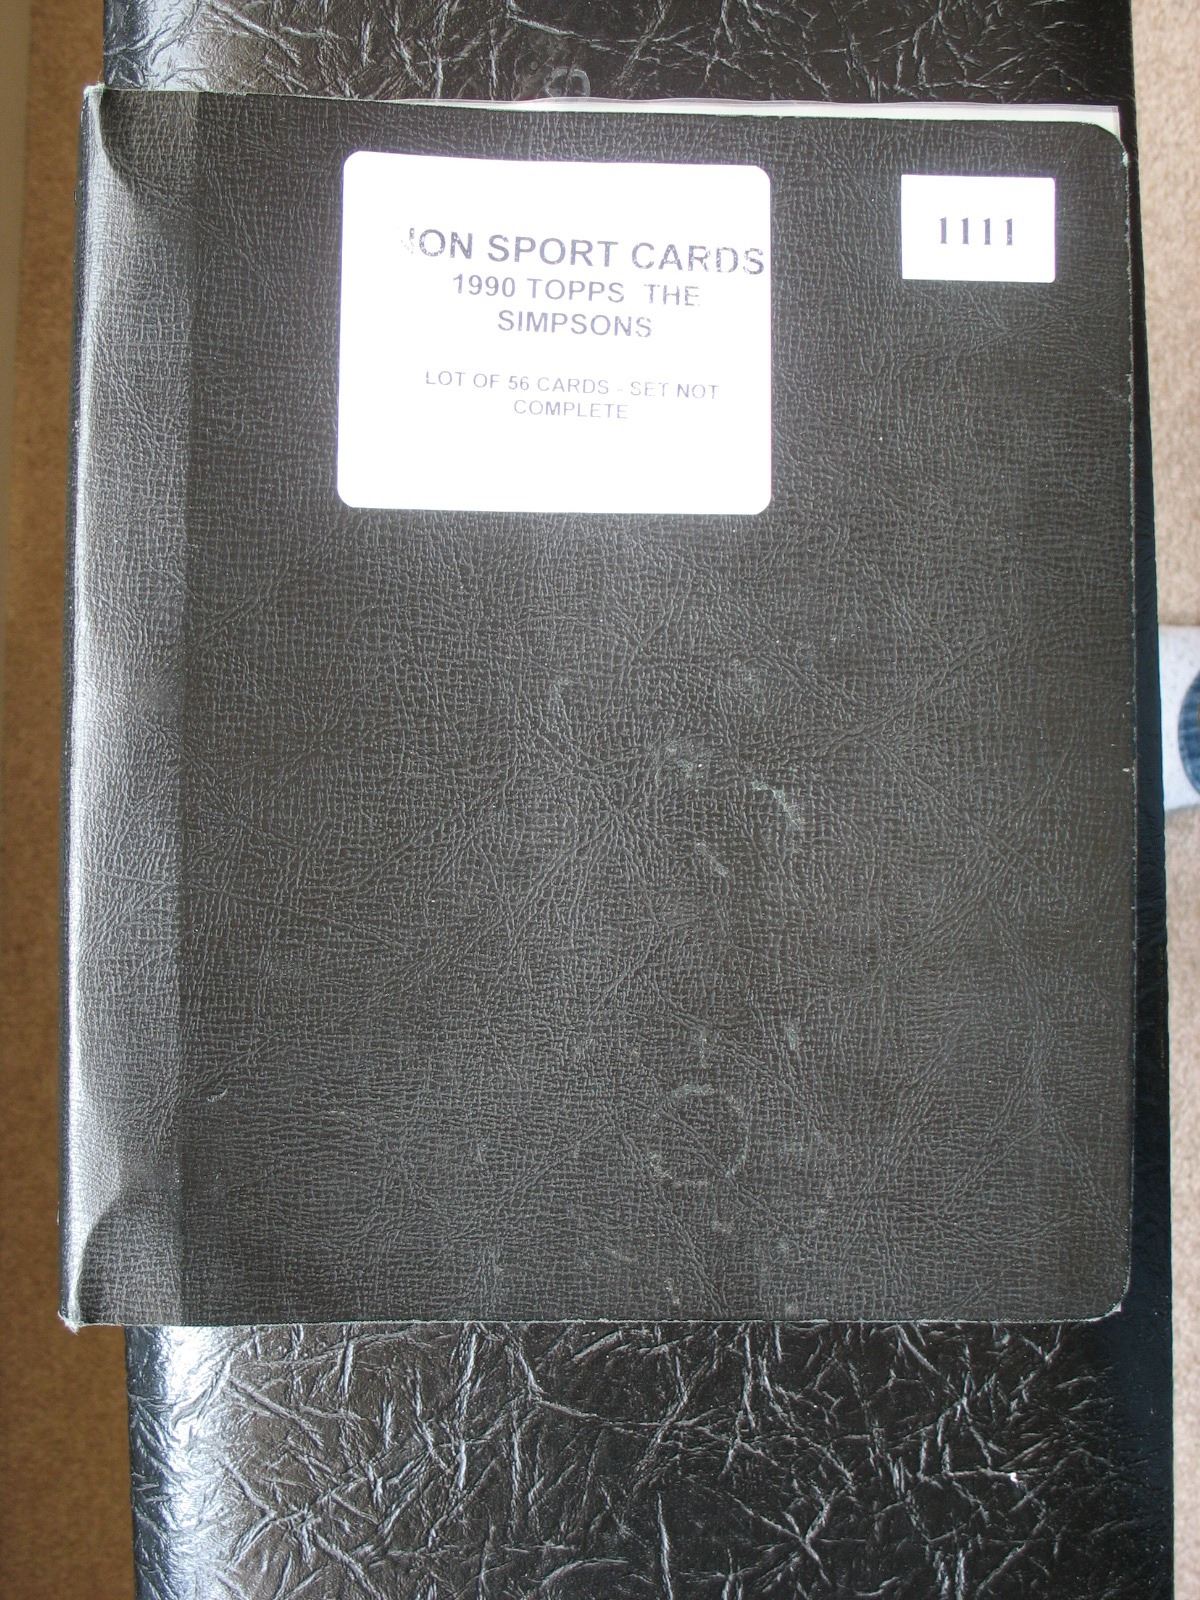 NON SPORT CARDS
1990 TOPPS THE
SIMPSONS
LOT OF 56 CARDS - SET NOT
COMPLETE
1111